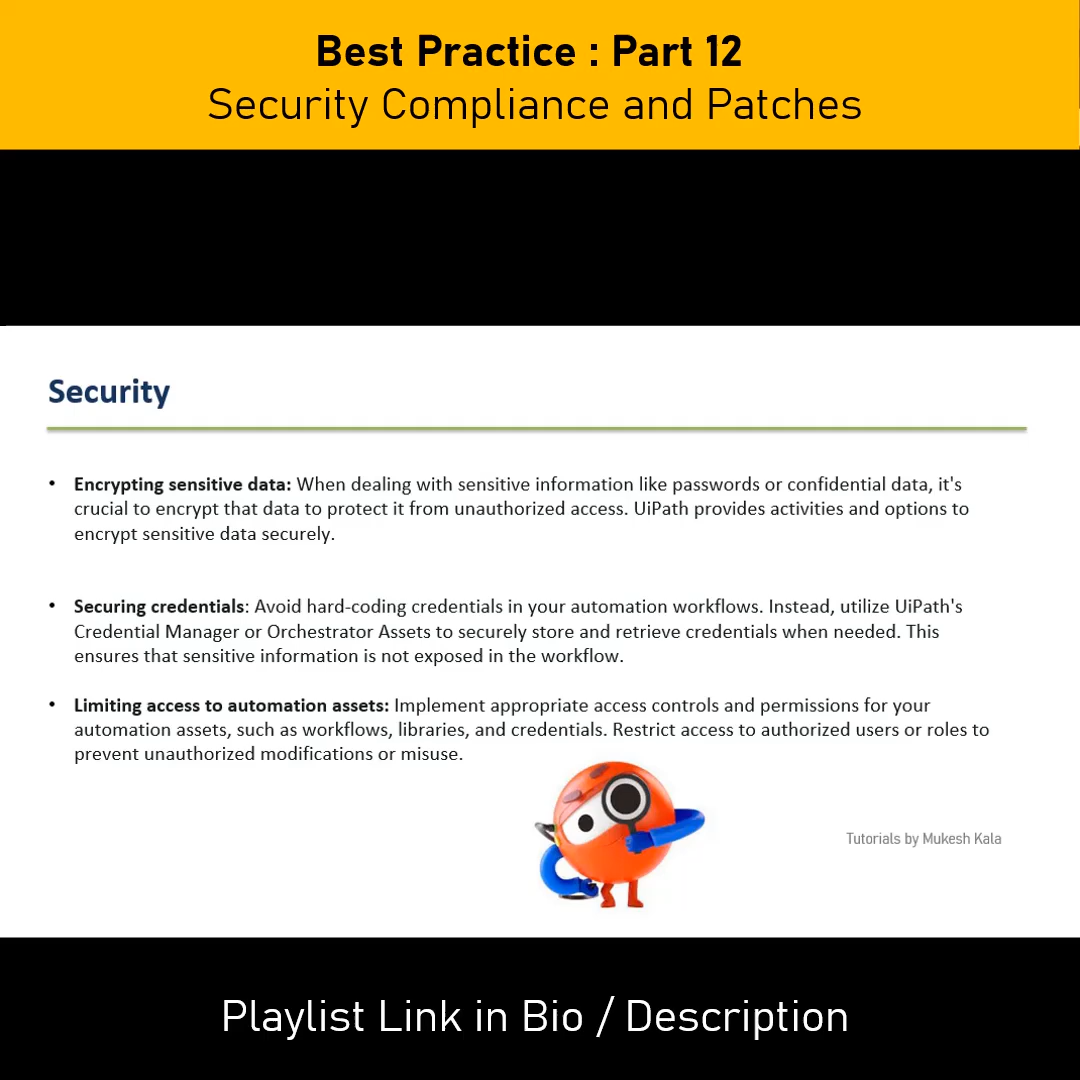 Best Practice : Part 12
Security Compliance and Patches
Security
• Encrypting sensitive data: When dealing with sensitive information like passwords or confidential data, it's
crucial to encrypt that data to protect it from unauthorized access. UiPath provides activities and options to
encrypt sensitive data securely.
• Securing credentials: Avoid hard-coding credentials in your automation workflows. Instead, utilize UiPath's
Credential Manager or Orchestrator Assets to securely store and retrieve credentials when needed. This
ensures that sensitive information is not exposed in the workflow.
• Limiting access to automation assets: Implement appropriate access controls and permissions for your
automation assets, such as workflows, libraries, and credentials. Restrict access to authorized users or roles to
prevent unauthorized modifications or misuse.
Tutorials by Mukesh Kala
Playlist Link in Bio / Description